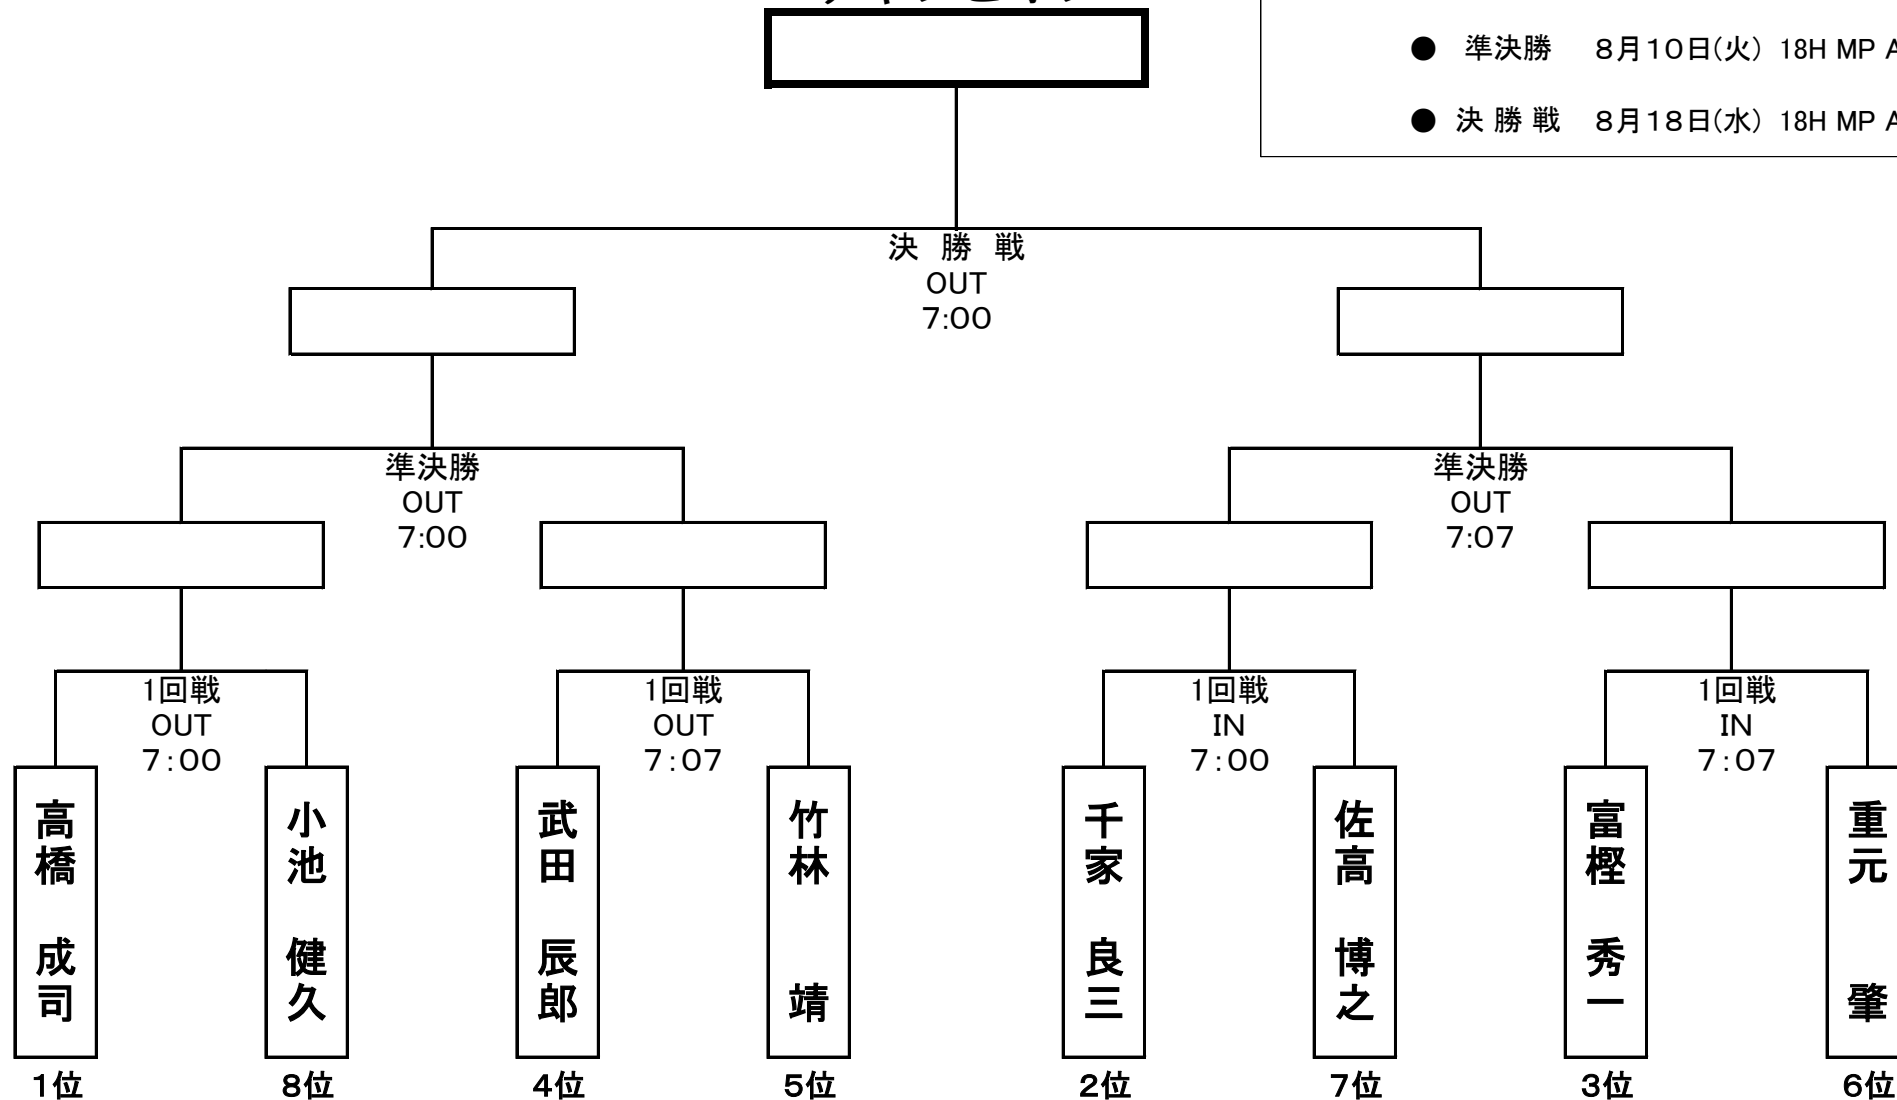 ● 準決勝 8月10日(火) 18H MP
● 決 勝 戦 8月18日(水) 18H MP
決 勝 戦
OUT
7:00
準決勝
OUT
7:00
準決勝
OUT
7:07
1回戦
OUT
7:00
1回戦
OUT
7:07
1回戦
IN
7:00
1回戦
IN
7:07
高橋 成司
小池 健久
武田 辰郎
竹林 靖
千家 良三
佐高 博之
富樫 秀一
重元 肇
1位
8位
4位
5位
2位
7位
3位
6位